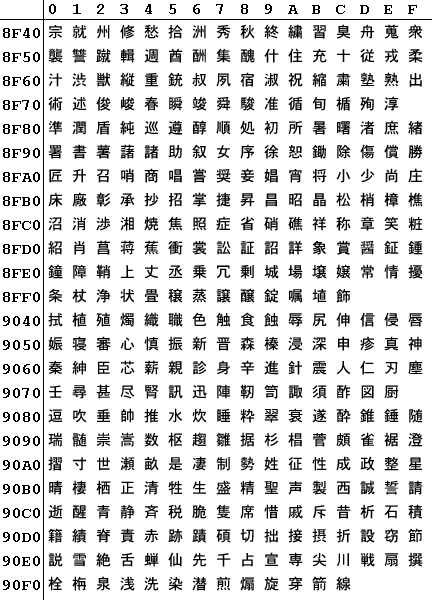 0 1 2 3 4 5 6 7 8 9 A B C D E F
8F40 宗 就 州 修 愁 拾 洲 秀 秋 終 繍 習 臭 舟 蒐 衆
8F50 襲 讐 蹴 輯 週 酋 酬 集 醜 什 住 充 十 従 戎 柔
8F60 汁 渋 獣 縦 重 銃 叔 夙 宿 淑 祝 縮 粛 塾 熟 出
8F70 術 述 俊 峻 春 瞬 竣 舜 駿 准 循 旬 楯 殉 淳
8F80 準 潤 盾 純 巡 遵 醇 順 処 初 所 暑 曙 渚 庶 緒
8F90 署 書 薯 藷 諸 助 叙 女 序 徐 恕 鋤 除 傷 償 勝
8FA0 匠 升 召 哨 商 唱 嘗 奨 妾 娼 宵 将 小 少 尚 庄
8FB0 床 廠 彰 承 抄 招 掌 捷 昇 昌 昭 晶 松 梢 樟 樵
8FC0 沼 消 渉 湘 焼 焦 照 症 省 硝 礁 祥 称 章 笑 粧
8FD0 紹 肖 菖 蒋 蕉 衝 裳 訟 証 詔 詳 象 賞 醤 鉦 鍾
8FE0 鐘 障 鞘 上 丈 丞 乗 冗 剰 城 場 壌 嬢 常 情 擾
8FF0 条 杖 浄 状 畳 穣 蒸 譲 醸 錠 嘱 埴 飾
9040 拭 植 殖 燭 織 職 色 触 食 蝕 辱 尻 伸 信 侵 唇
9050 娠 寝 審 心 慎 振 新 晋 森 榛 浸 深 申 疹 真 神
9060 秦 紳 臣 芯 薪 親 診 身 辛 進 針 震 人 仁 刃 塵
9070 壬 尋 甚 尽 腎 訊 迅 陣 靭 笥 諏 須 酢 図 厨
9080 逗 吹 垂 帥 推 水 炊 睡 粋 翠 衰 遂 酔 錐 錘 随
9090 瑞 髄 崇 嵩 数 枢 趨 雛 据 杉 椙 菅 頗 雀 裾 澄
90A0 摺 寸 世 瀬 畝 是 凄 制 勢 姓 征 性 成 政 整 星
90B0 晴 棲 栖 正 清 牲 生 盛 精 聖 声 製 西 誠 誓 請
90C0 逝 醒 青 静 斉 税 脆 隻 席 惜 戚 斥 昔 析 石 積
90D0 籍 績 脊 責 赤 跡 蹟 碩 切 拙 接 摂 折 設 窃 節
90E0 説 雪 絶 舌 蝉 仙 先 千 占 宣 専 尖 川 戦 扇 撰
90F0 栓 栴 泉 浅 洗 染 潜 煎 煽 旋 穿 箭 線